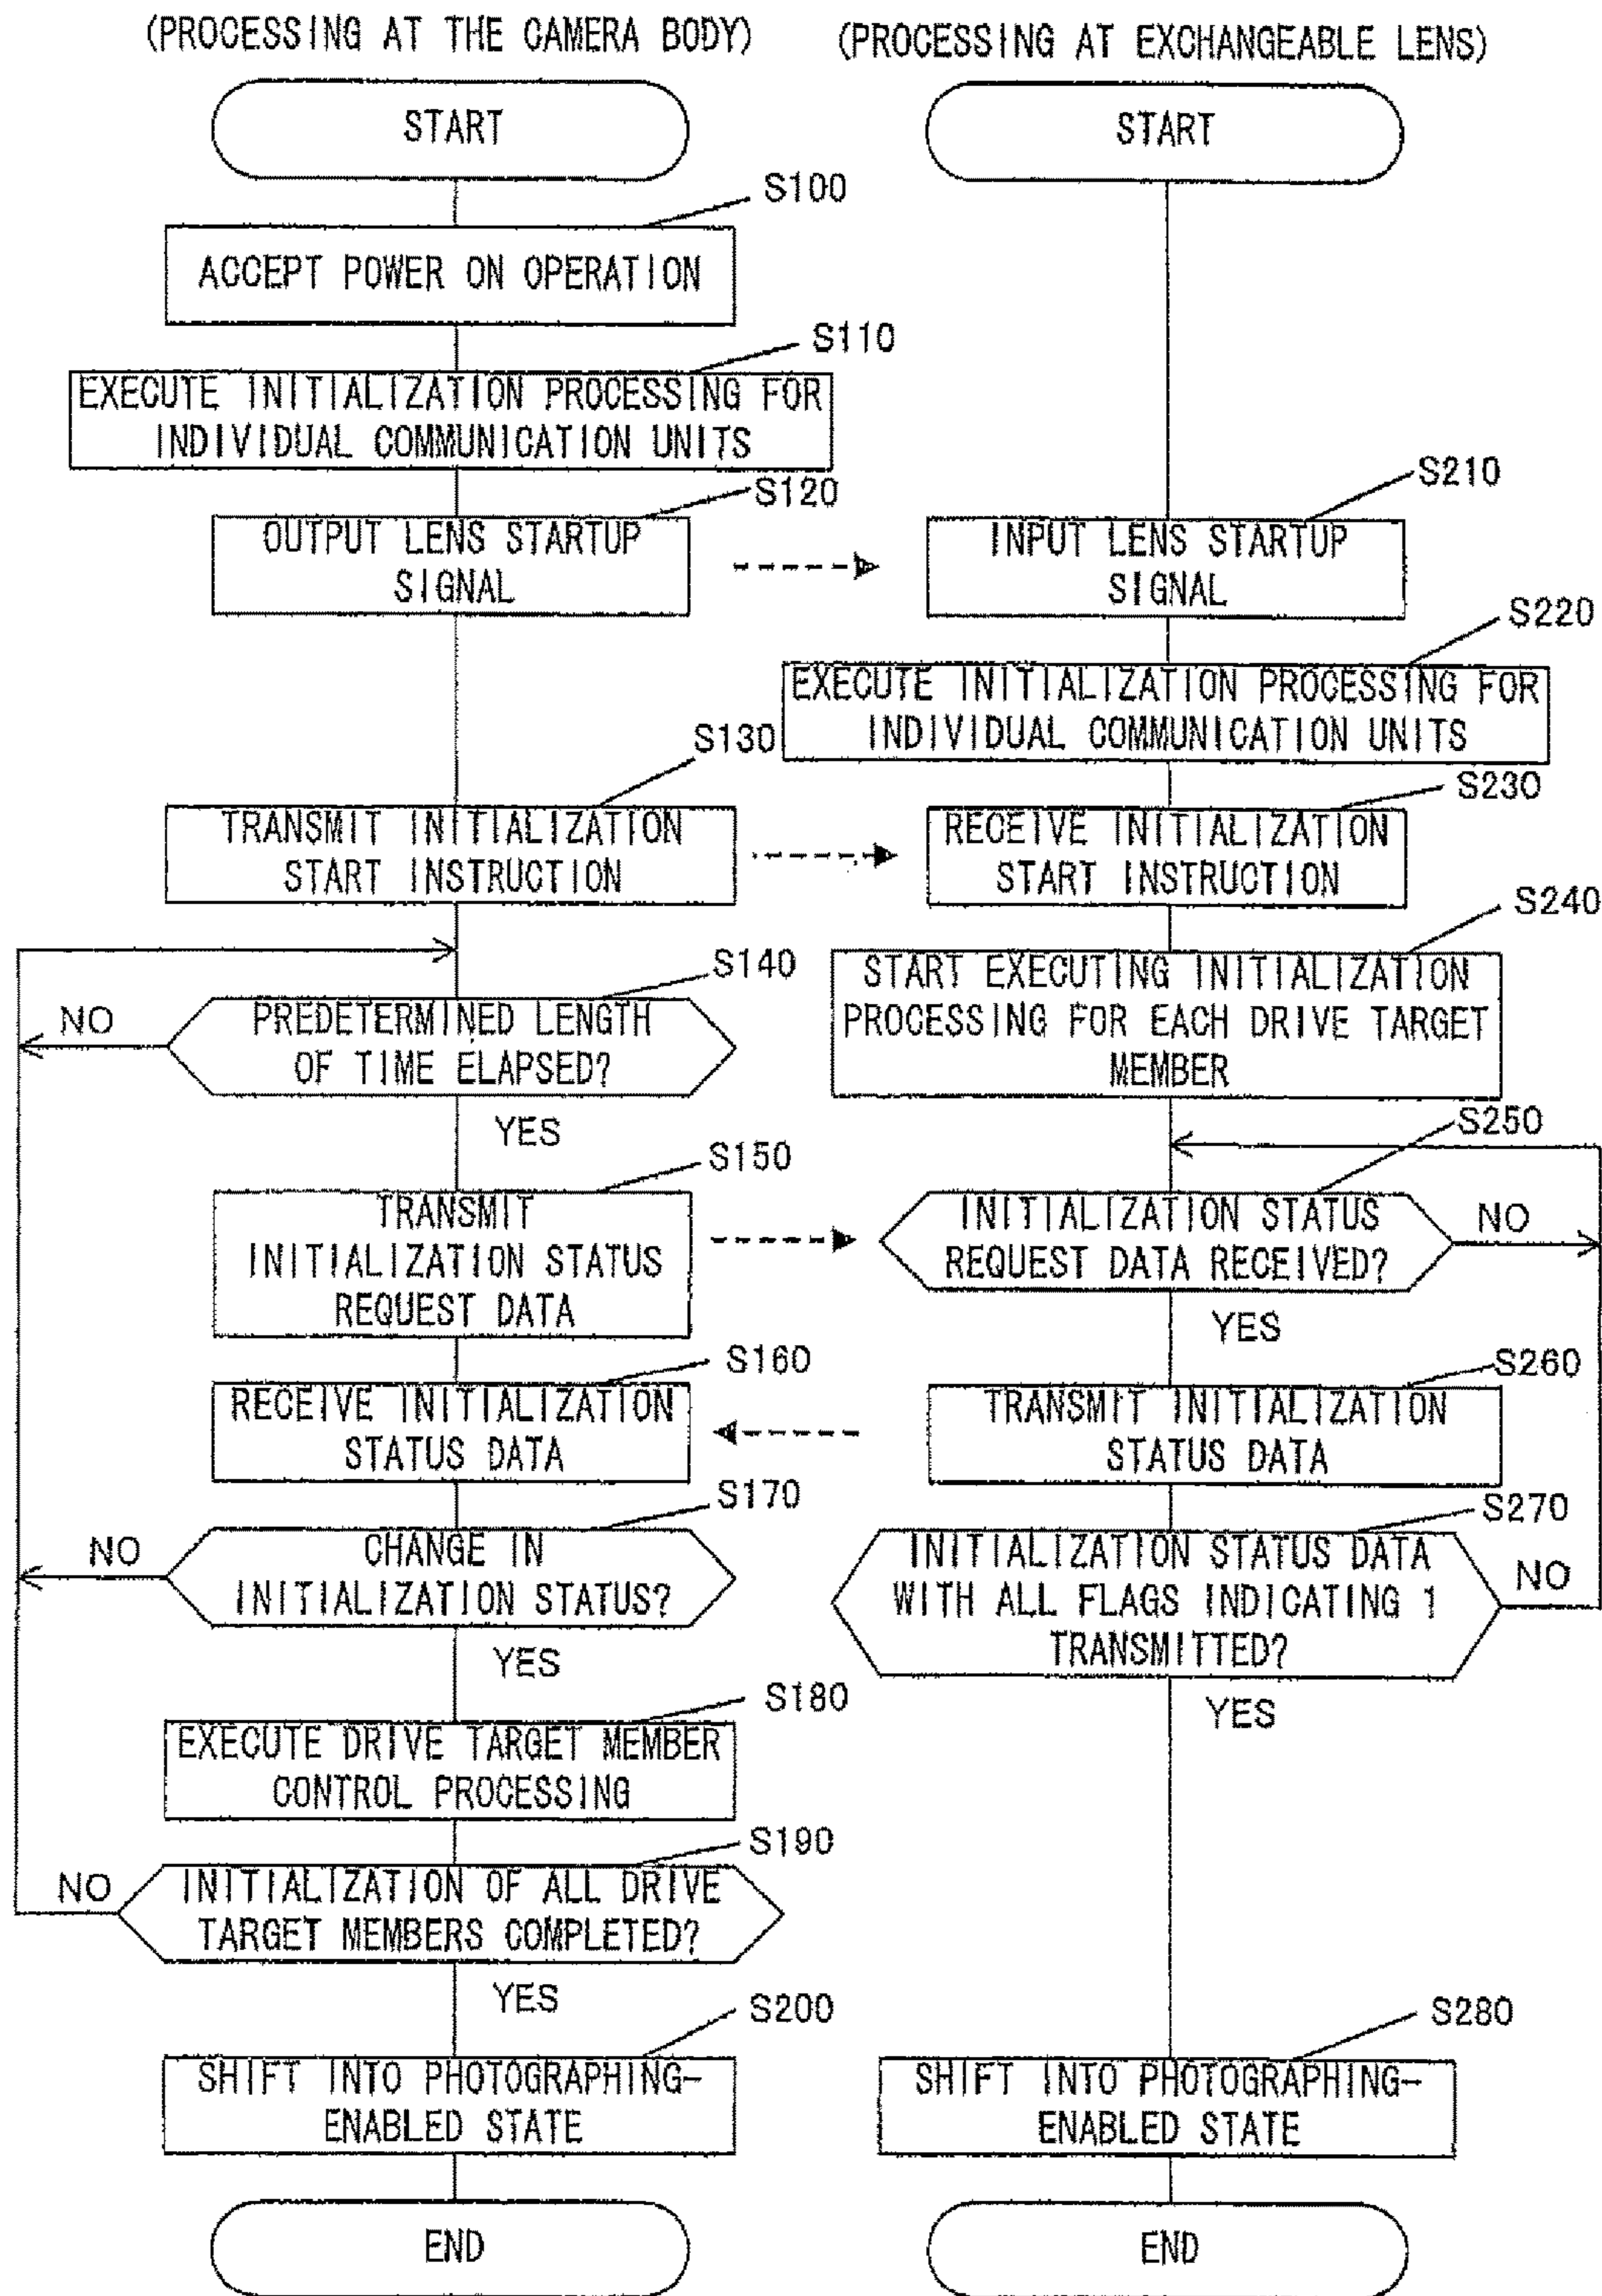 (PROCESSING AT THE CAMERA BODY)
START
S100
ACCEPT POWER ON OPERATION
S110
EXECUTE INITIALIZATION PROCESSING FOR
INDIVIDUAL COMMUNICATION UNITS
S120
OUTPUT LENS STARTUP
SIGNAL
S130
TRANSMIT INITIALIZATION
START INSTRUCTION
S140
PREDETERMINED LENGTH
OF TIME ELAPSED?
NO
YES
S150
TRANSMIT
INITIALIZATION STATUS
REQUEST DATA
S160
RECEIVE INITIALIZATION
STATUS DATA
S170
CHANGE IN
INITIALIZATION STATUS?
NO
YES
S180
EXECUTE DRIVE TARGET MEMBER
CONTROL PROCESSING
S190
INITIALIZATION OF ALL DRIVE
TARGET MEMBERS COMPLETED?
NO
YES
S200
SHIFT INTO PHOTOGRAPHING-
ENABLED STATE
END
(PROCESSING AT EXCHANGEABLE LENS)
START
S210
INPUT LENS STARTUP
SIGNAL
S220
EXECUTE INITIALIZATION PROCESSING FOR
INDIVIDUAL COMMUNICATION UNITS
S230
RECEIVE INITIALIZATION
START INSTRUCTION
S240
START EXECUTING INITIALIZATION
PROCESSING FOR EACH DRIVE TARGET
MEMBER
S250
INITIALIZATION STATUS
REQUEST DATA RECEIVED?
NO
YES
S260
TRANSMIT INITIALIZATION
STATUS DATA
S270
INITIALIZATION STATUS DATA
WITH ALL FLAGS INDICATING 1
TRANSMITTED?
NO
YES
S280
SHIFT INTO PHOTOGRAPHING-
ENABLED STATE
END